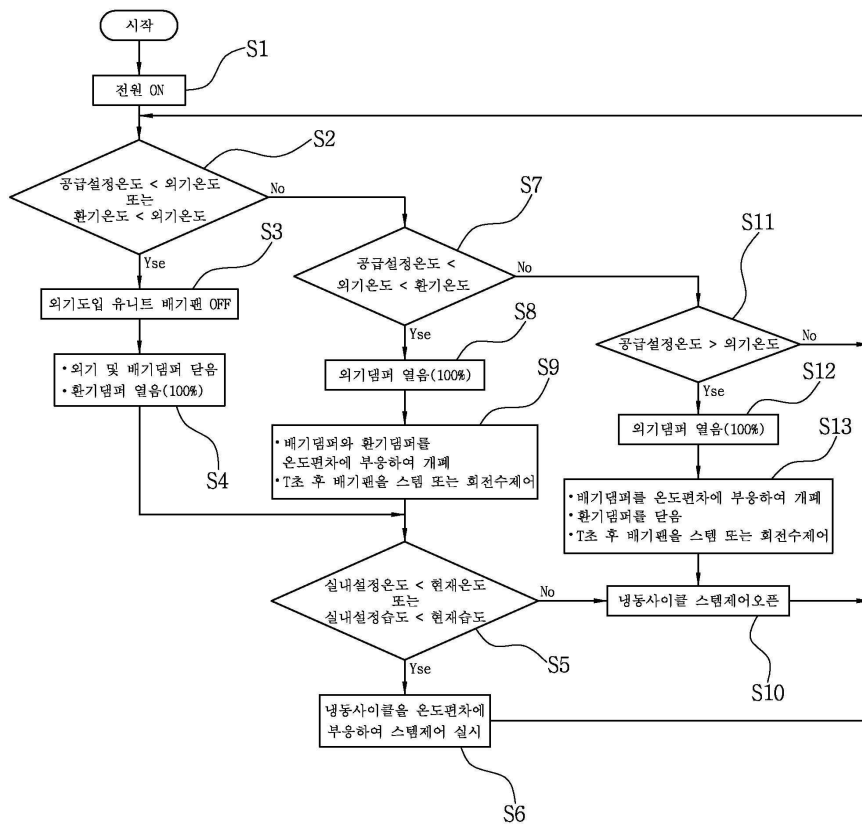 시작
S1
전원 ON
S2
공급설정온도 < 외기온도
또는
환기온도 < 외기온도
No
Yse
S3
외기도입 유니트 배기팬 OFF
•외기 및 배기댐퍼 닫음
•환기댐퍼 열음(100%)
S4
S7
공급설정온도 <
외기온도 < 환기온도
No
Yse
S8
외기댐퍼 열음(100%)
S9
•배기댐퍼와 환기댐퍼를
온도편차에 부응하여 개폐
•T초 후 배기팬을 스템 또는 회전수제어
S11
공급설정온도 > 외기온도
No
Yse
S12
외기댐퍼 열음(100%)
S13
•배기댐퍼를 온도편차에 부응하여 개폐
•환기댐퍼를 닫음
•T초 후 배기팬을 스템 또는 회전수제어
실내설정온도 < 현재온도
또는
실내설정습도 < 현재습도
No
Yse
S5
냉동사이클 스템제어오픈
S10
냉동사이클을 온도편차에
부응하여 스템제어 실시
S6